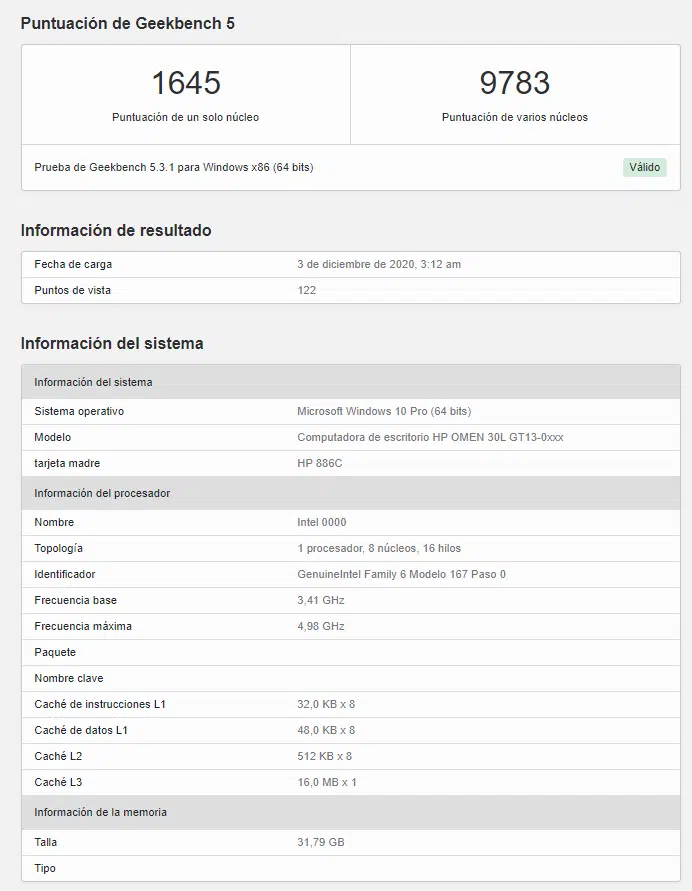 Puntuación de Geekbench 5
1645
9783
Puntuación de un solo núcleo
Puntuación de varios núcleos
Prueba de Geekbench 5.3.1 para Windows x86 (64 bits)
Válido
Información de resultado
Fecha de carga
3 de diciembre de 2020, 3:12 am
Puntos de vista
122
Información del sistema
Información del sistema
Sistema operativo
Microsoft Windows 10 Pro (64 bits)
Modelo
Computadora de escritorio HP OMEN 30L GT13-0xxx
tarjeta madre
HP 886C
Información del procesador
Nombre
Intel 0000
Topología
1 procesador, 8 núcleos, 16 hilos
Identificador
GenuineIntel Family 6 Modelo 167 Paso 0
Frecuencia base
3,41 GHz
Frecuencia máxima
4,98 GHz
Paquete
Nombre clave
Caché de instrucciones L1
32,0 KB x 8
Caché de datos L1
48,0 KB x 8
Caché L2
512 KB x 8
Caché L3
16,0 MB x 1
Información de la memoria
Talla
31,79 GB
Tipo